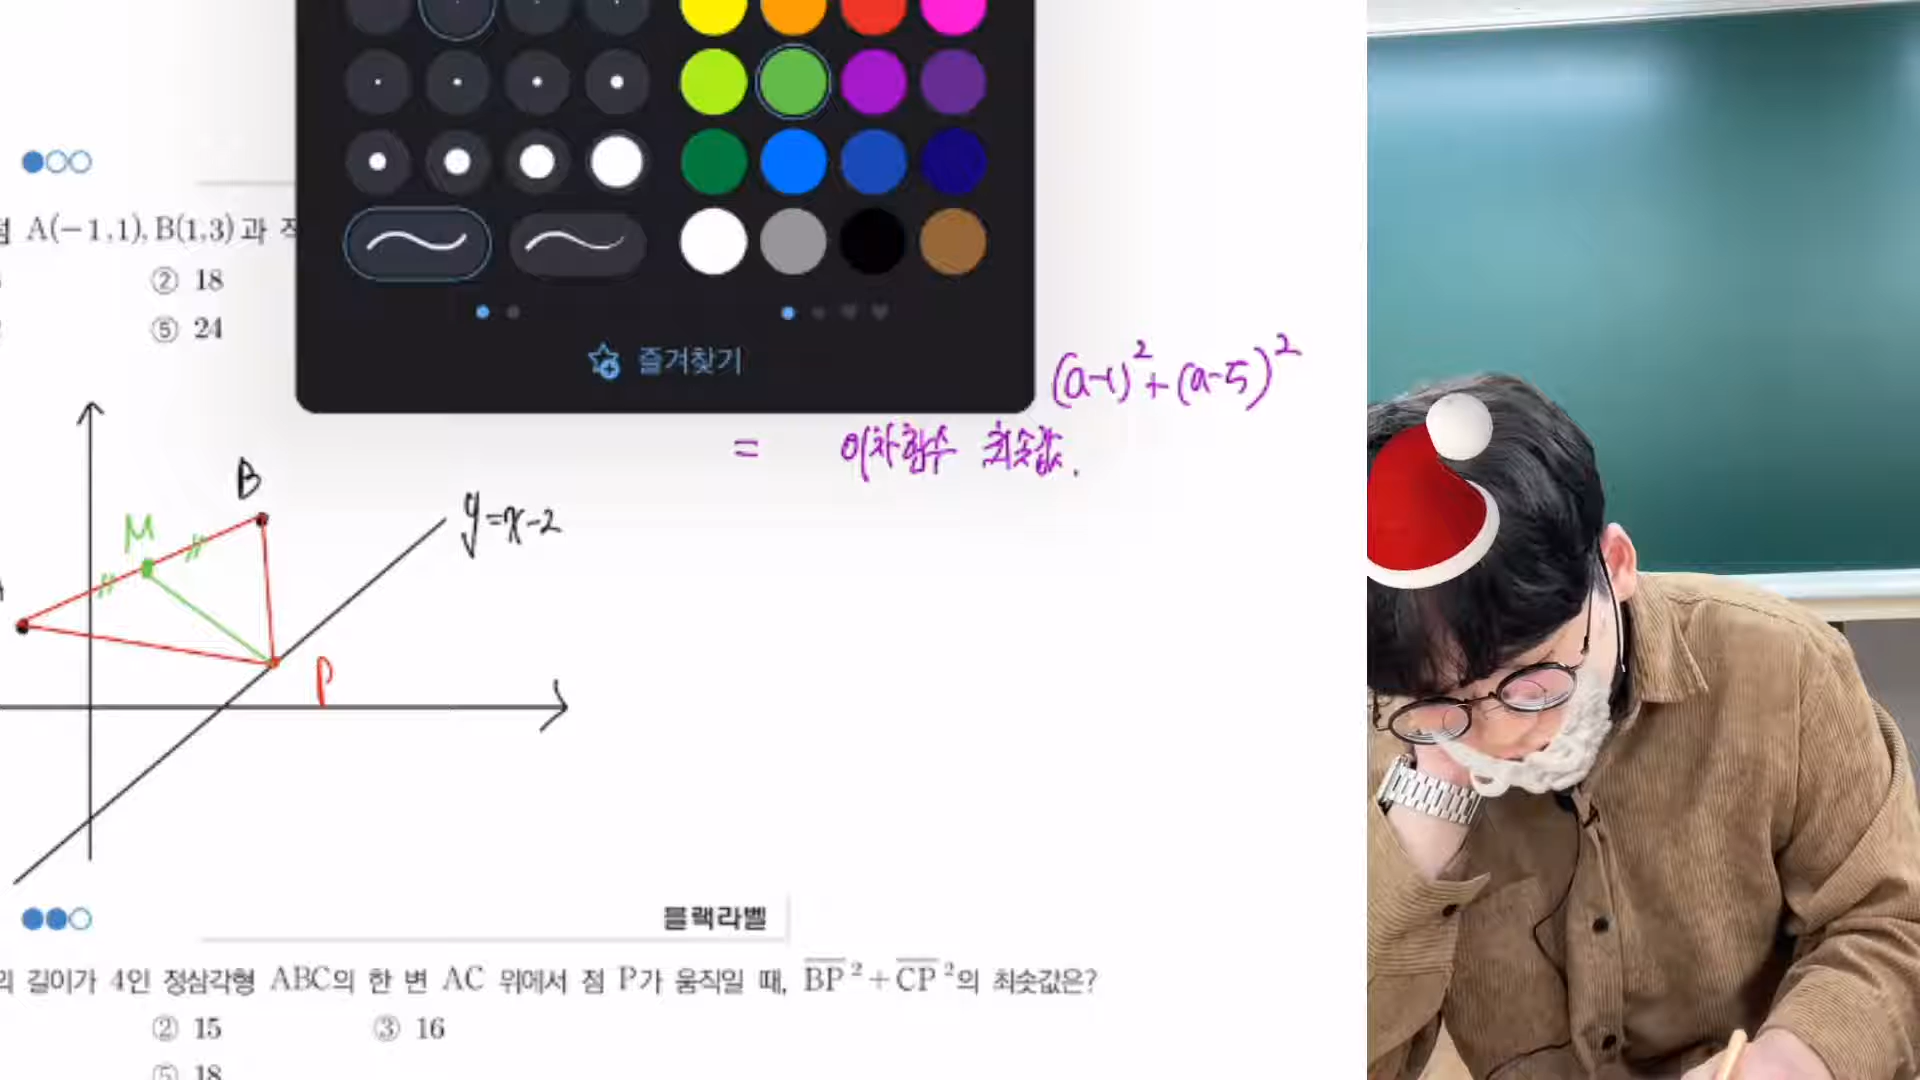 A(-1,1), B(1,3)과
② 18
⑤ 24
즐겨찾기
(a-1)²+(a-5)²
= 이차함수 최솟값.
B
M
y=x-2
P
블랙라벨
길이가 4인 정삼각형 ABC의 한 변 AC 위에서 점 P가 움직일 때, BP²+CP²의 최솟값은?
② 15 ③ 16
⑤ 18